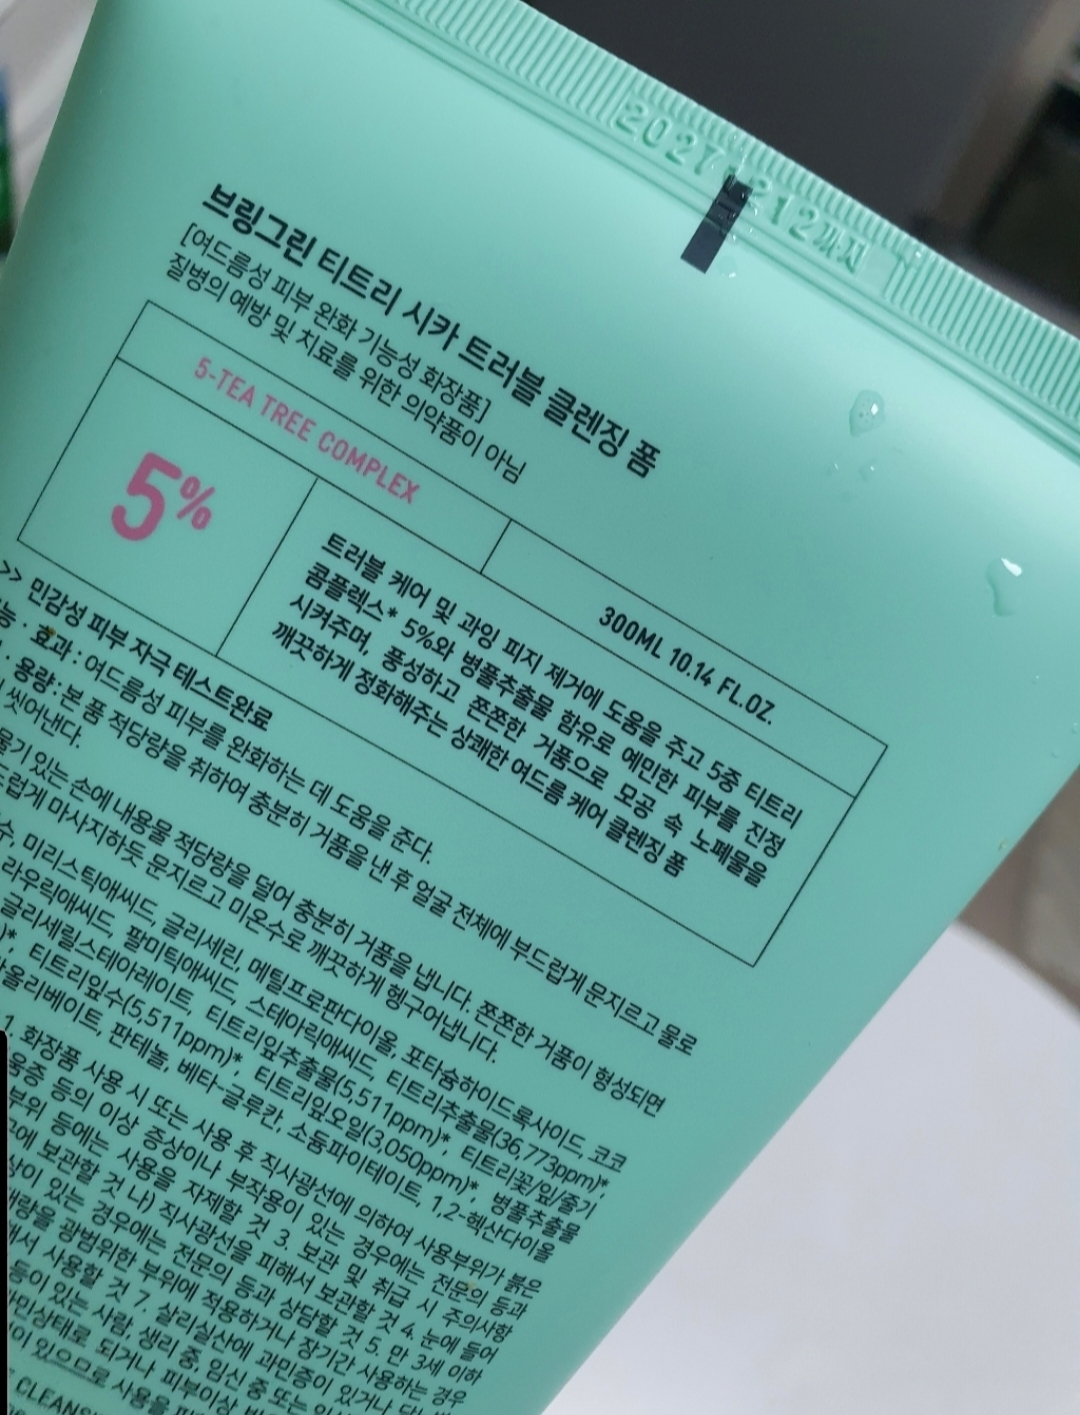 브링그린 티트리 시카 트러블 클렌징 폼
[여드름성 피부 완화 기능성 화장품]
질병의 예방 및 치료를 위한 의약품이 아님
5-TEA TREE COMPLEX
300ML 10.14 FL.OZ.
5%
트러블 케어 및 과잉 피지 제거에 도움을 주고 5종 티트리
콤플렉스* 5%와 병풀추출물 함유로 예민한 피부를 진정
시켜주며, 풍성하고 쫀쫀한 거품으로 모공 속 노폐물을
깨끗하게 정화해주는 상쾌한 여드름 케어 클렌징 폼
>> 민감성 피부 자극 테스트완료
효과 : 여드름성 피부를 완화하는 데 도움을 준다.
용량: 본 품 적당량을 취하여 충분히 거품을 낸 후 얼굴 전체에 부드럽게 문지르고 물로
씻어낸다.
물기 있는 손에 내용물 적당량을 덜어 충분히 거품을 냅니다. 쫀쫀한 거품이 형성되면
마사지하듯 문지르고 미온수로 깨끗하게 헹구어냅니다.
미리스틱애씨드, 글리세린, 메틸프로판다이올, 포타슘하이드록사이드, 코코
라우릭애씨드, 팔미틱애씨드, 스테아릭애씨드, 티트리추출물(36,773ppm)*,
글리세릴스테아레이트, 티트리잎추출물(5,511ppm)*, 티트리꽃/잎/줄기
티트리잎수(5,511ppm)*, 티트리잎오일(3,050ppm)*, 병풀추출물
판테놀, 베타-글루칸, 소듐파이테이트, 1,2-헥산다이올
1. 화장품 사용 시 또는 사용 후 직사광선에 의하여 사용부위가 붉은
등의 이상 증상이나 부작용이 있는 경우에는 전문의 등과
부위 등에는 사용을 자제할 것 3. 보관 및 취급 시 주의사항
보관할 것 나) 직사광선을 피해서 보관할 것 4. 눈에 들어
있는 경우에는 전문의 등과 상담할 것 5. 만 3세 이하
광범위한 부위에 적용하거나 장기간 사용하는 경우
사용할 것 7. 살리실산에 과민증이 있거나
등이 있는 사람, 생리 중, 임신 중 또는
되거나 피부이상
있으므로 사용을